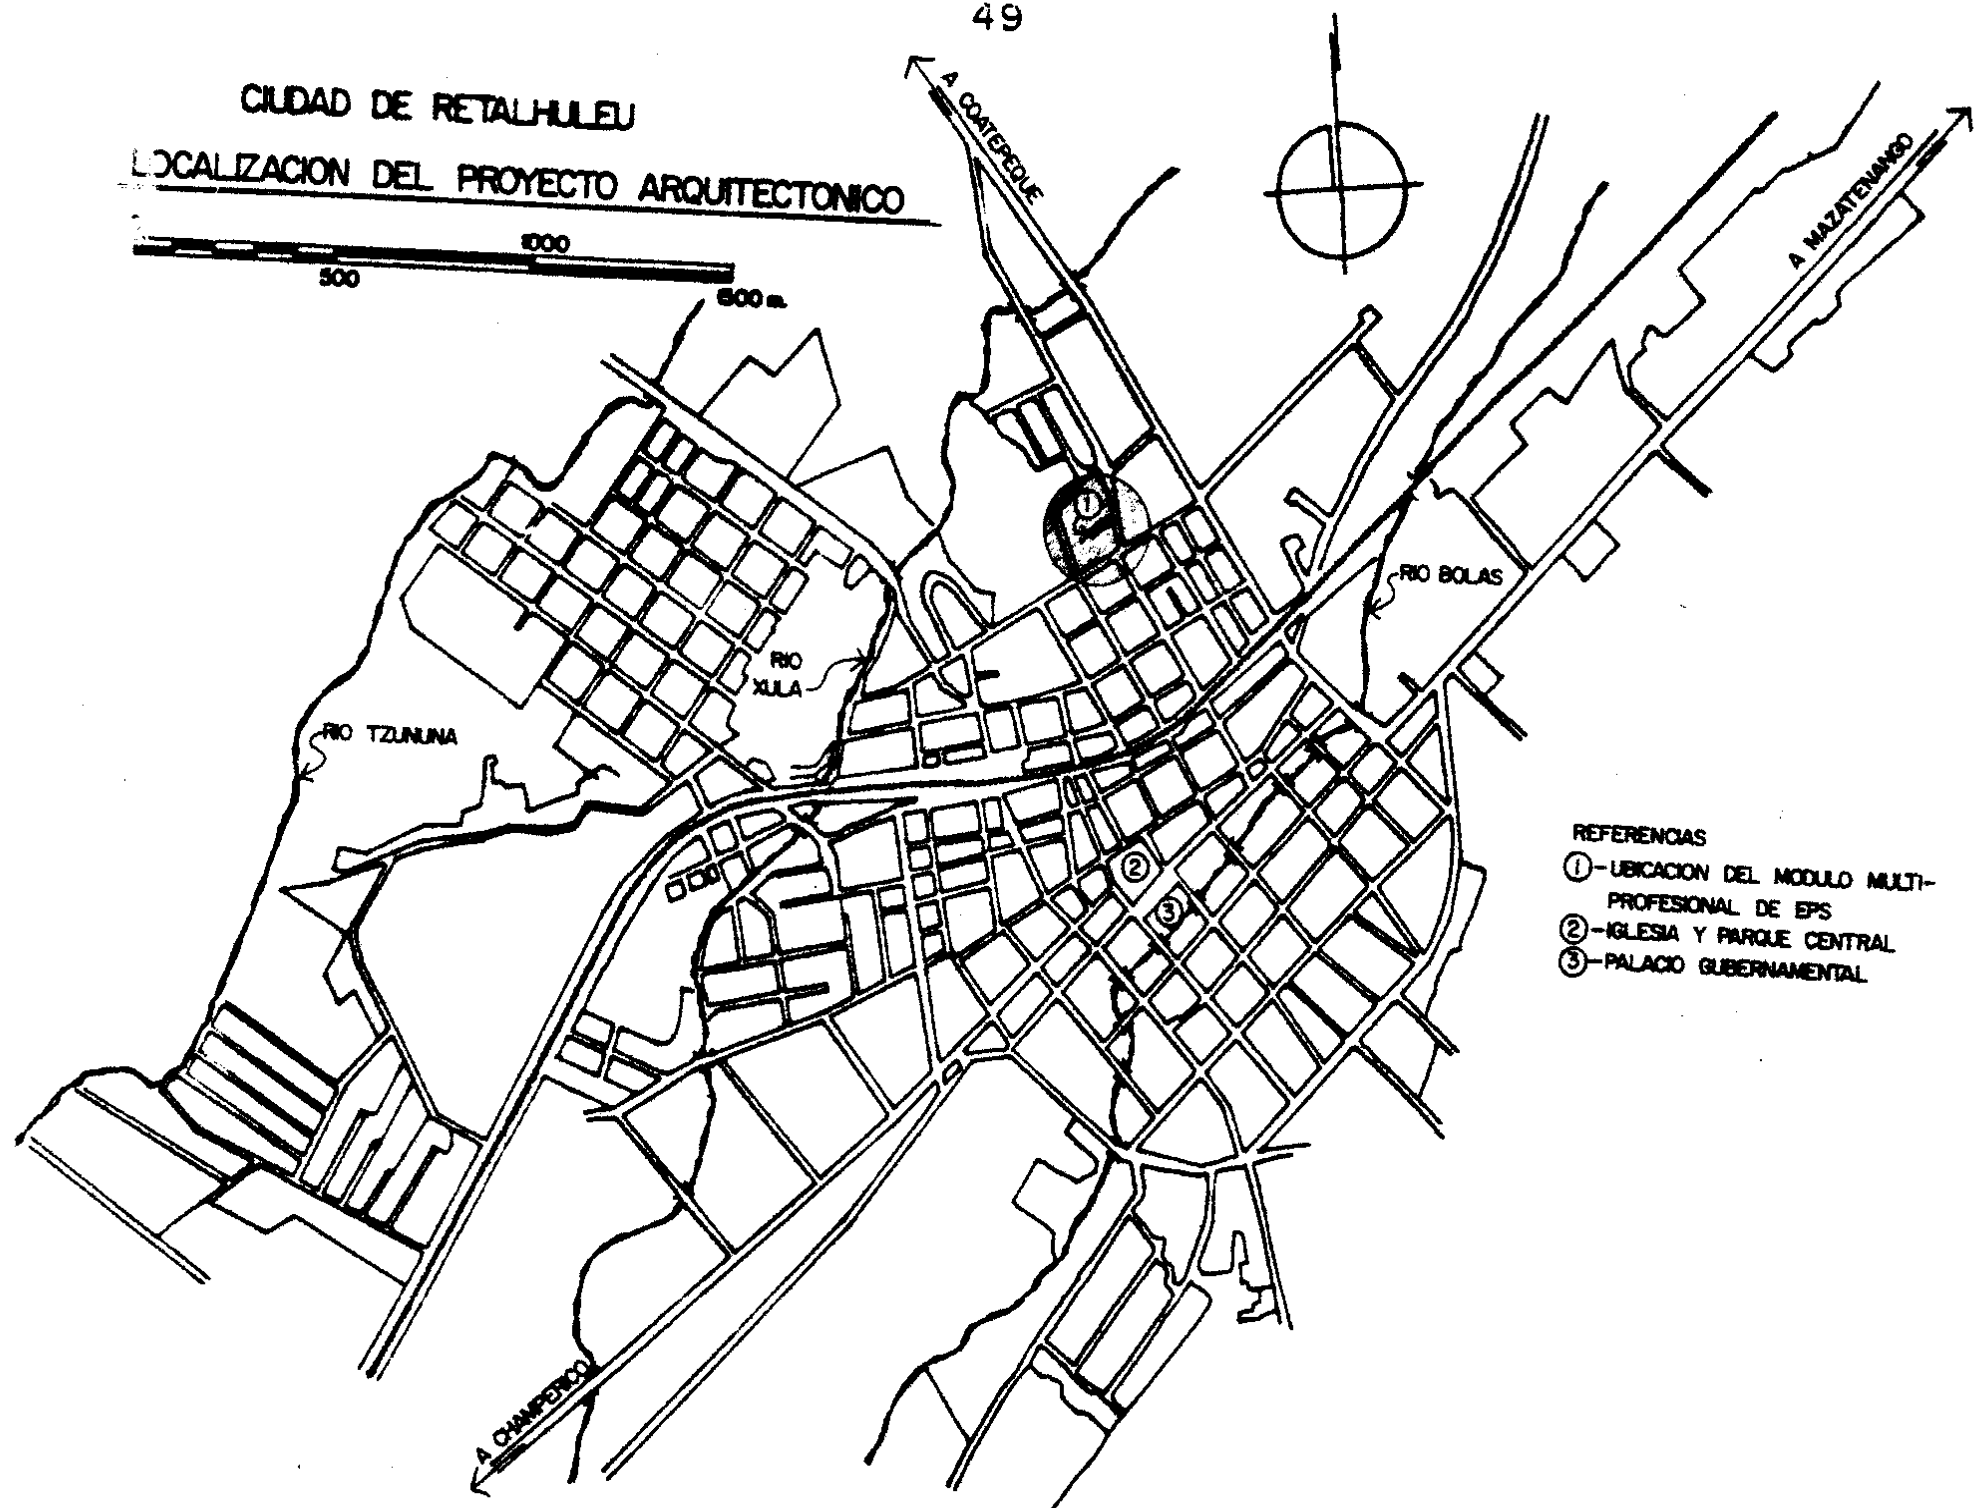 49
CIUDAD DE RETALHULEU
LOCALIZACION DEL PROYECTO ARQUITECTONICO
1000
500
1500 m.
A COATEPEQUE
A MAZATENANGO
1
RIO BOLAS
RIO
XULA
RIO TZUNUNA
2
3
REFERENCIAS
1-UBICACION DEL MODULO MULTI-
PROFESIONAL DE EPS
2-IGLESIA Y PARQUE CENTRAL
3-PALACIO GUBERNAMENTAL
A CHAMPERICO